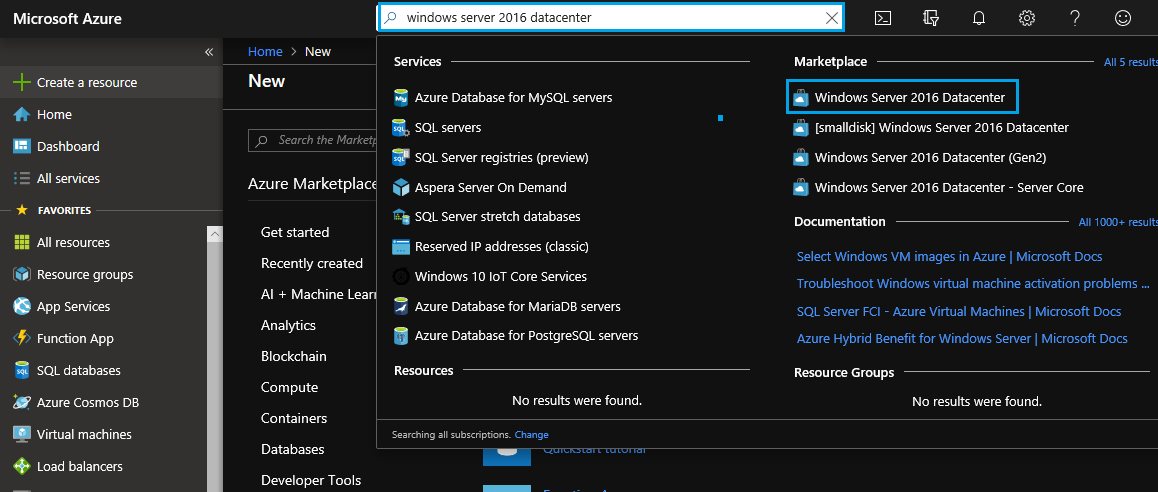 Microsoft Azure
windows server 2016 datacenter
Create a resource
Home
Dashboard
All services
FAVORITES
All resources
Resource groups
App Services
Function App
SQL databases
Azure Cosmos DB
Virtual machines
Load balancers
Home > New
New
Search the Marketp
Azure Marketplace
Get started
Recently created
AI + Machine Learn
Analytics
Blockchain
Compute
Containers
Databases
Developer Tools
Services
Azure Database for MySQL servers
SQL servers
SQL Server registries (preview)
Aspera Server On Demand
SQL Server stretch databases
Reserved IP addresses (classic)
Windows 10 IoT Core Services
Azure Database for MariaDB servers
Azure Database for PostgreSQL servers
Resources
No results were found.
Marketplace
All 5 results
Windows Server 2016 Datacenter
[smalldisk] Windows Server 2016 Datacenter
Windows Server 2016 Datacenter (Gen2)
Windows Server 2016 Datacenter - Server Core
Documentation
All 1000+ results
Select Windows VM images in Azure | Microsoft Docs
Troubleshoot Windows virtual machine activation problems ...
SQL Server FCI - Azure Virtual Machines | Microsoft Docs
Azure Hybrid Benefit for Windows Server | Microsoft Docs
Resource Groups
No results were found.
Searching all subscriptions. Change
Quickstart tutorial